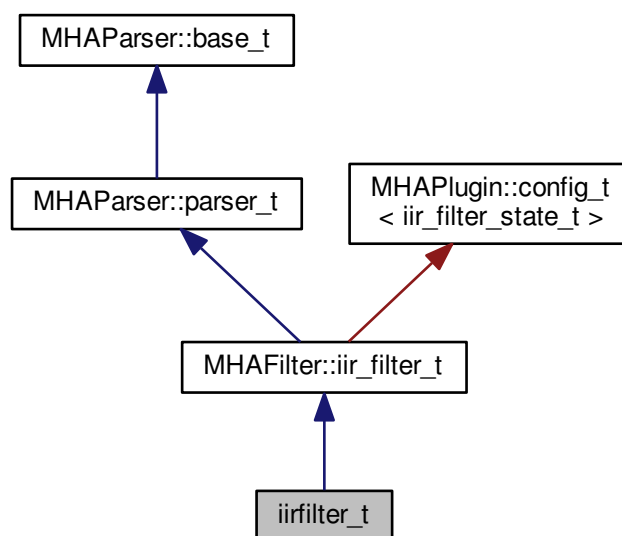 MHAParser::base_t
MHAParser::parser_t
MHAPlugin::config_t
< iir_filter_state_t >
MHAFilter::iir_filter_t
iirfilter_t